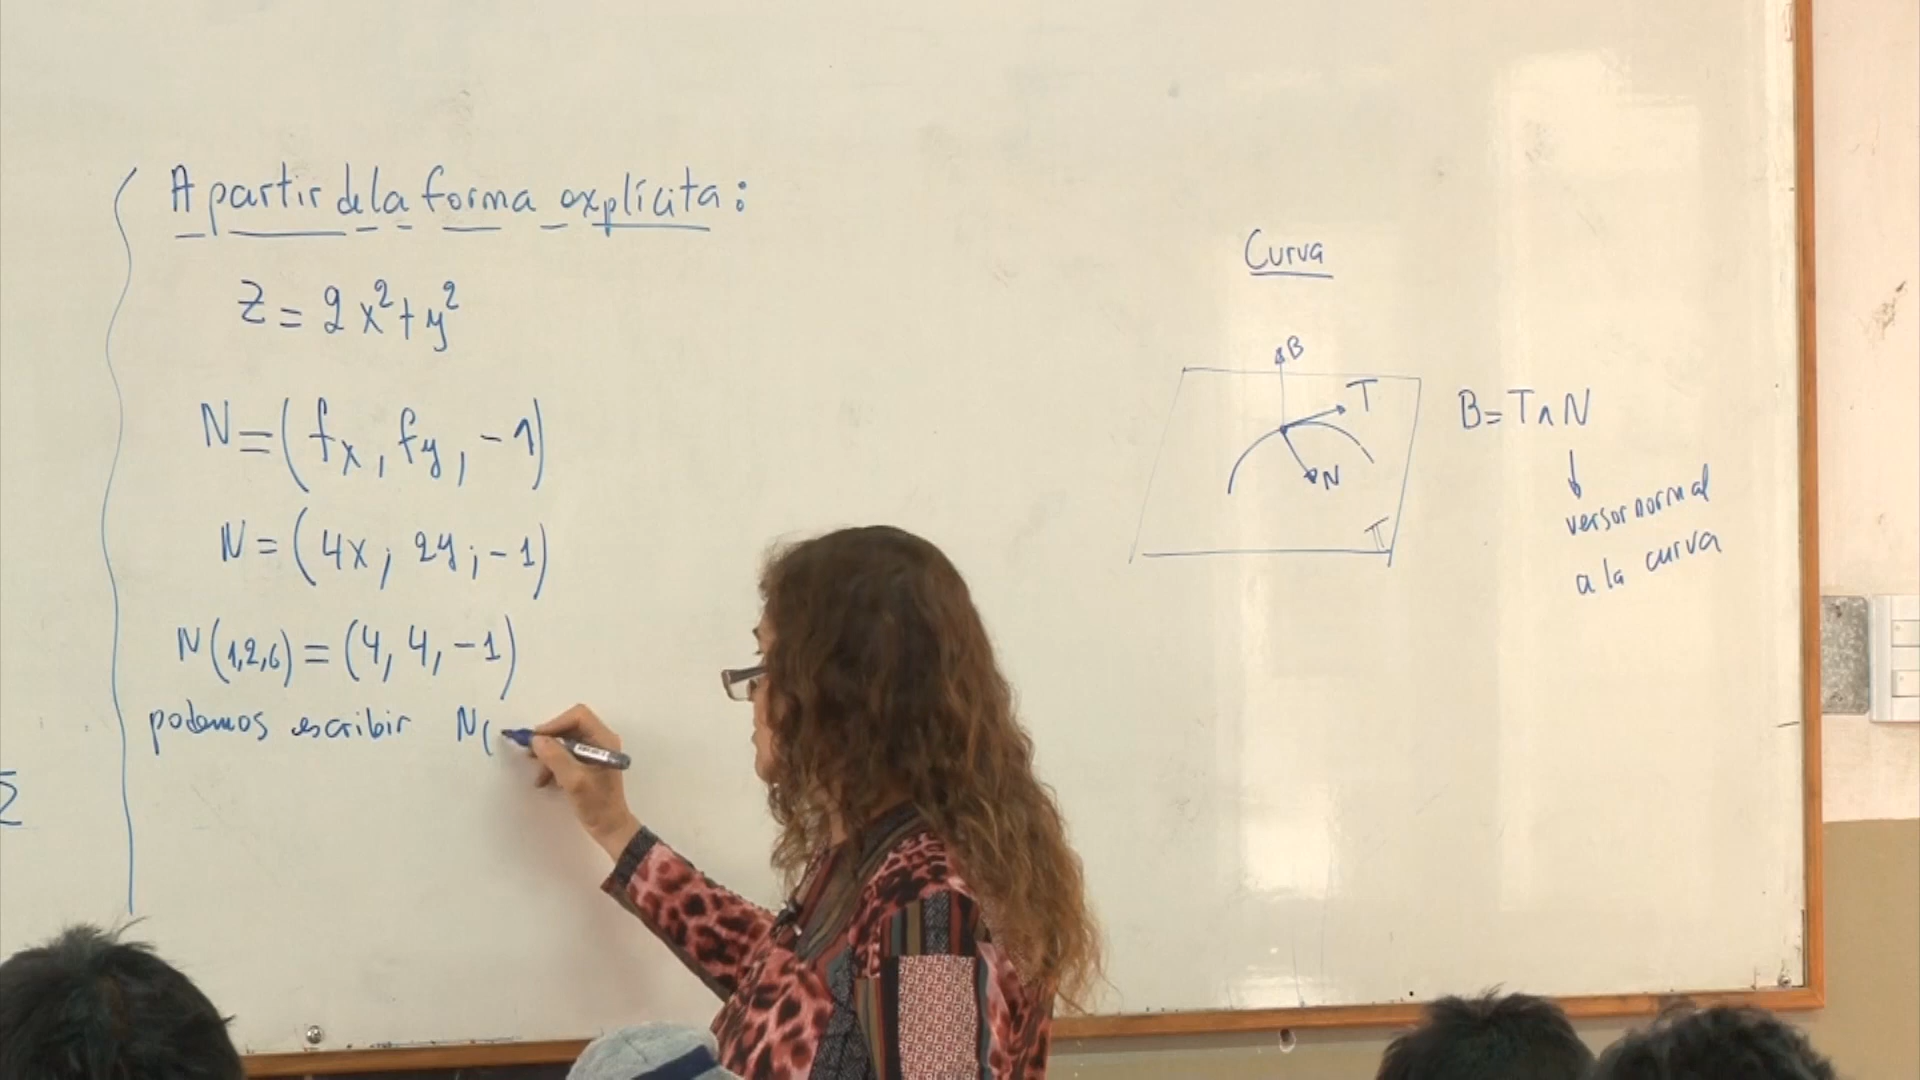 A partir de la forma explícita:
Z = 2x² + y²
N = (fx, fy, -1)
N = (4x; 2y; -1)
N(1,2,6) = (4, 4, -1)
podemos escribir N(
2
Curva
B
T
N
π
B = T ∧ N
↓
versor normal
a la curva